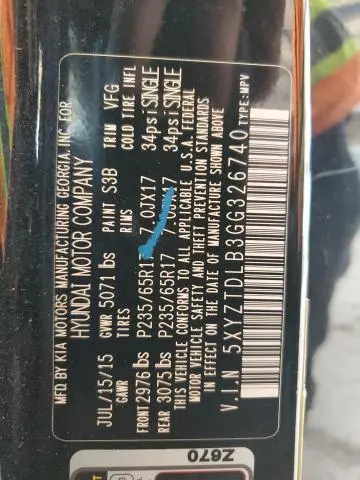 MFD. BY KIA MOTORS MANUFACTURING GEORGIA, INC. FOR
HYUNDAI MOTOR COMPANY
JUL/15/15 GVWR 5071 lbs PAINT S3B TRIM VFG
GAWR TIRES RIMS COLD TIRE INFL
FRONT 2976 lbs P235/65R17 7.0JX17 34psi SINGLE
REAR 3075 lbs P235/65R17 7.0JX17 34psi SINGLE
THIS VEHICLE CONFORMS TO ALL APPLICABLE U.S.A. FEDERAL
MOTOR VEHICLE SAFETY AND THEFT PREVENTION STANDARDS
IN EFFECT ON THE DATE OF MANUFACTURE SHOWN ABOVE
V.I.N 5XYZTDLB3GG326740 TYPE:MPV
Z670